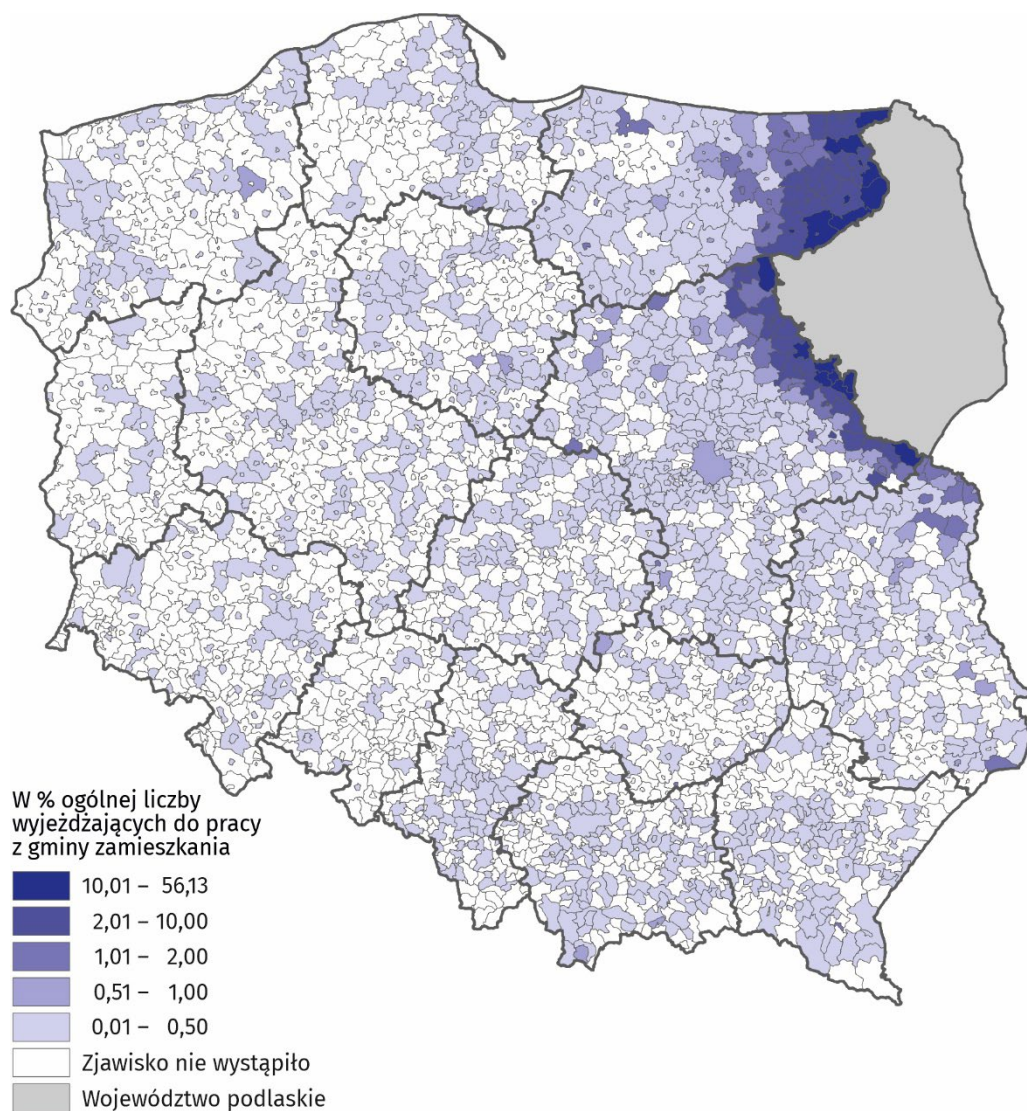 W % ogólnej liczby
wyjeżdżających do pracy
z gminy zamieszkania
10,01 – 56,13
2,01 – 10,00
1,01 – 2,00
0,51 – 1,00
0,01 – 0,50
Zjawisko nie wystąpiło
Województwo podlaskie